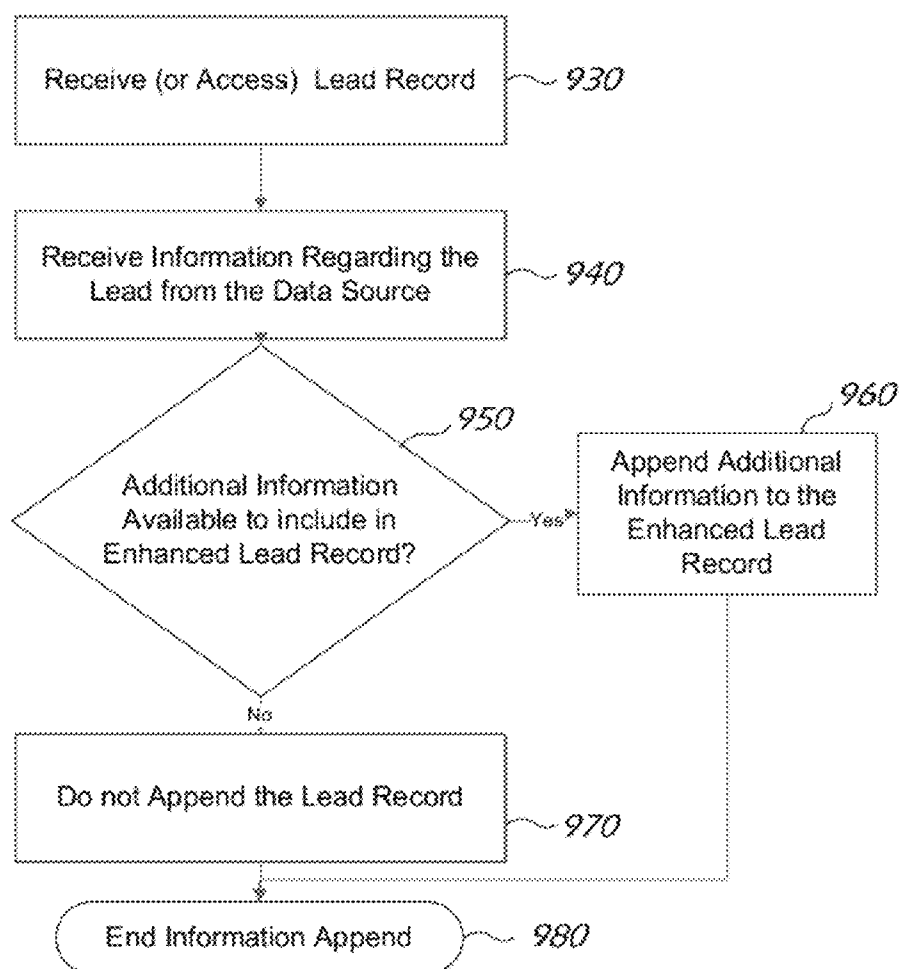 Receive (or Access) Lead Record
930
Receive Information Regarding the
Lead from the Data Source
940
950
Additional Information
Available to include in
Enhanced Lead Record?
Yes
960
Append Additional
Information to the
Enhanced Lead
Record
No
Do not Append the Lead Record
970
End Information Append
980